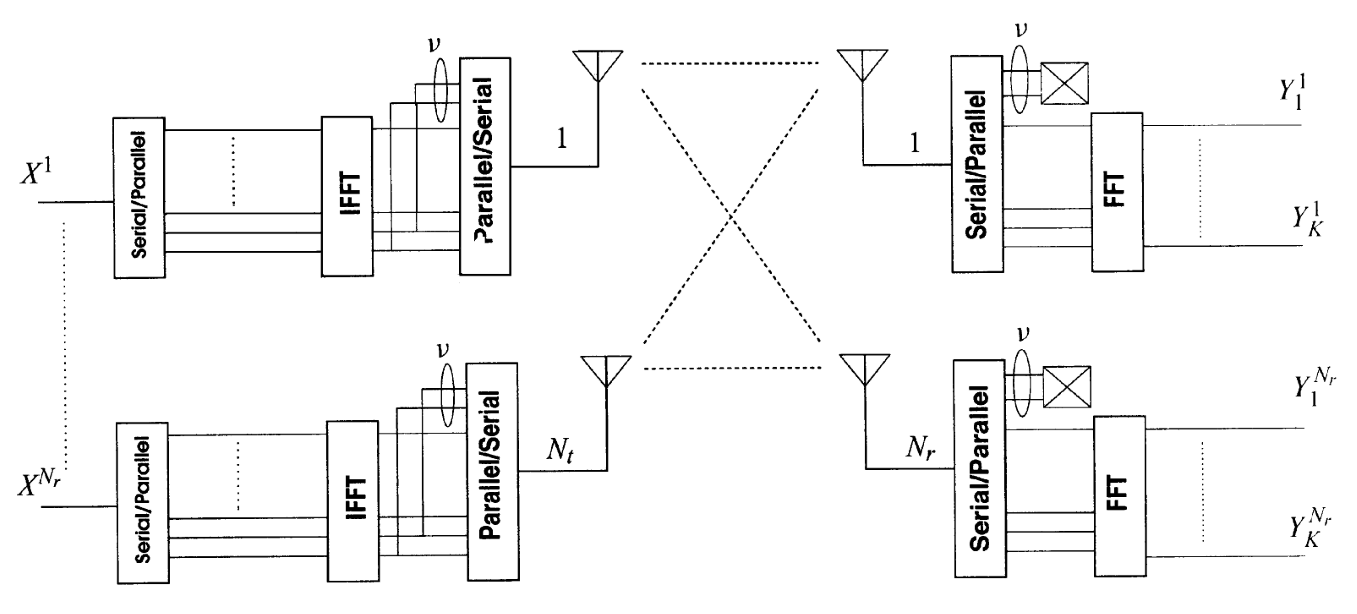 ν
ν
X^1
Serial/Parallel
IFFT
Parallel/Serial
1
1
Serial/Parallel
FFT
Y_1^1
Y_K^1
ν
ν
X^{N_r}
Serial/Parallel
IFFT
Parallel/Serial
N_t
N_r
Serial/Parallel
FFT
Y_1^{N_r}
Y_K^{N_r}